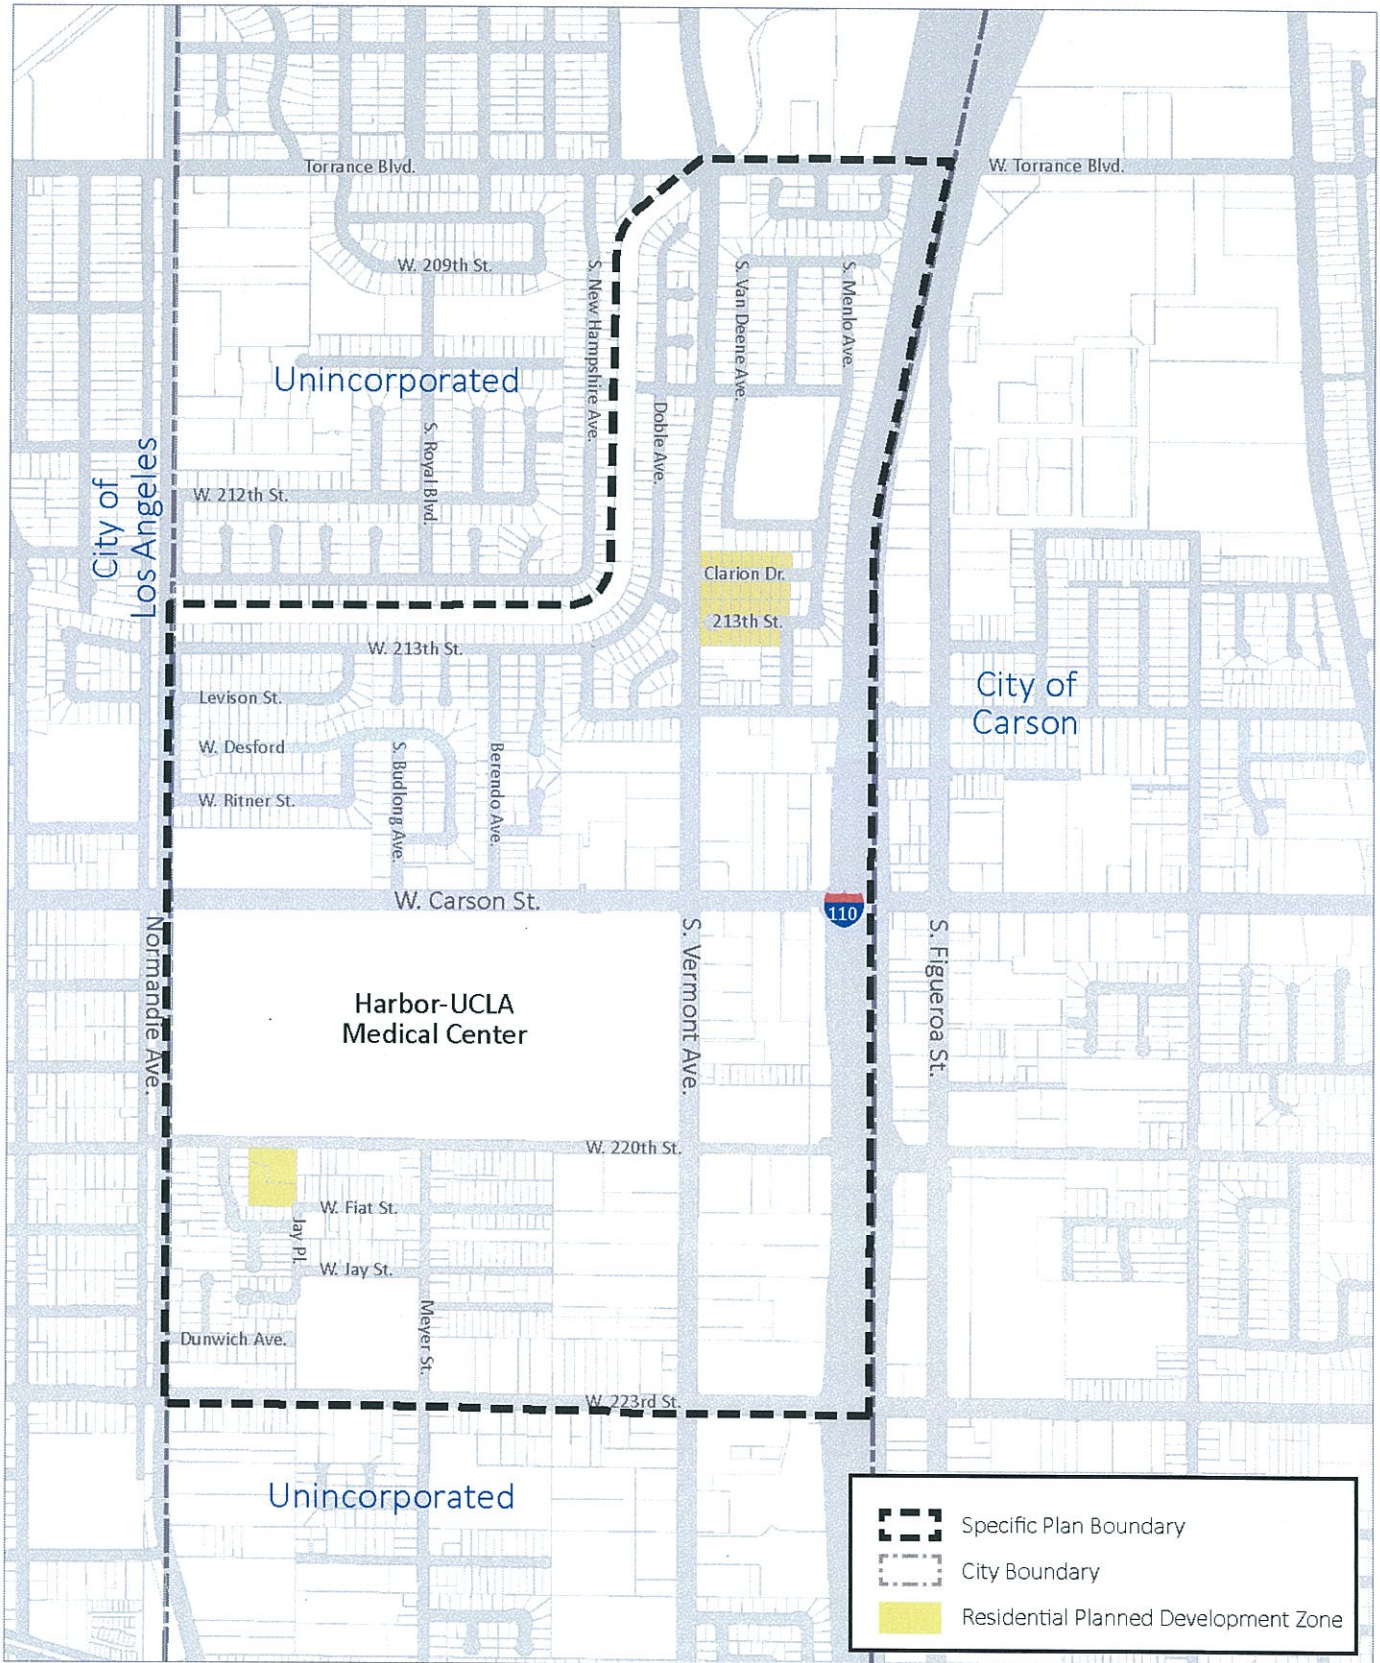 Torrance Blvd.
W. Torrance Blvd.
W. 209th St.
S. New Hampshire Ave.
S. Van Deene Ave.
S. Menlo Ave.
Unincorporated
Doble Ave.
S. Royal Blvd.
City of
Los Angeles
W. 212th St.
Clarion Dr.
213th St.
W. 213th St.
Levison St.
City of
Carson
W. Desford
S. Budlong Ave.
Berendo Ave.
W. Ritner St.
W. Carson St.
110
Normandie Ave.
S. Vermont Ave.
S. Figueroa St.
Harbor-UCLA
Medical Center
W. 220th St.
W. Fiat St.
Jay Pl.
W. Jay St.
Meyer St.
Dunwich Ave.
W. 223rd St.
Unincorporated
Specific Plan Boundary
City Boundary
Residential Planned Development Zone